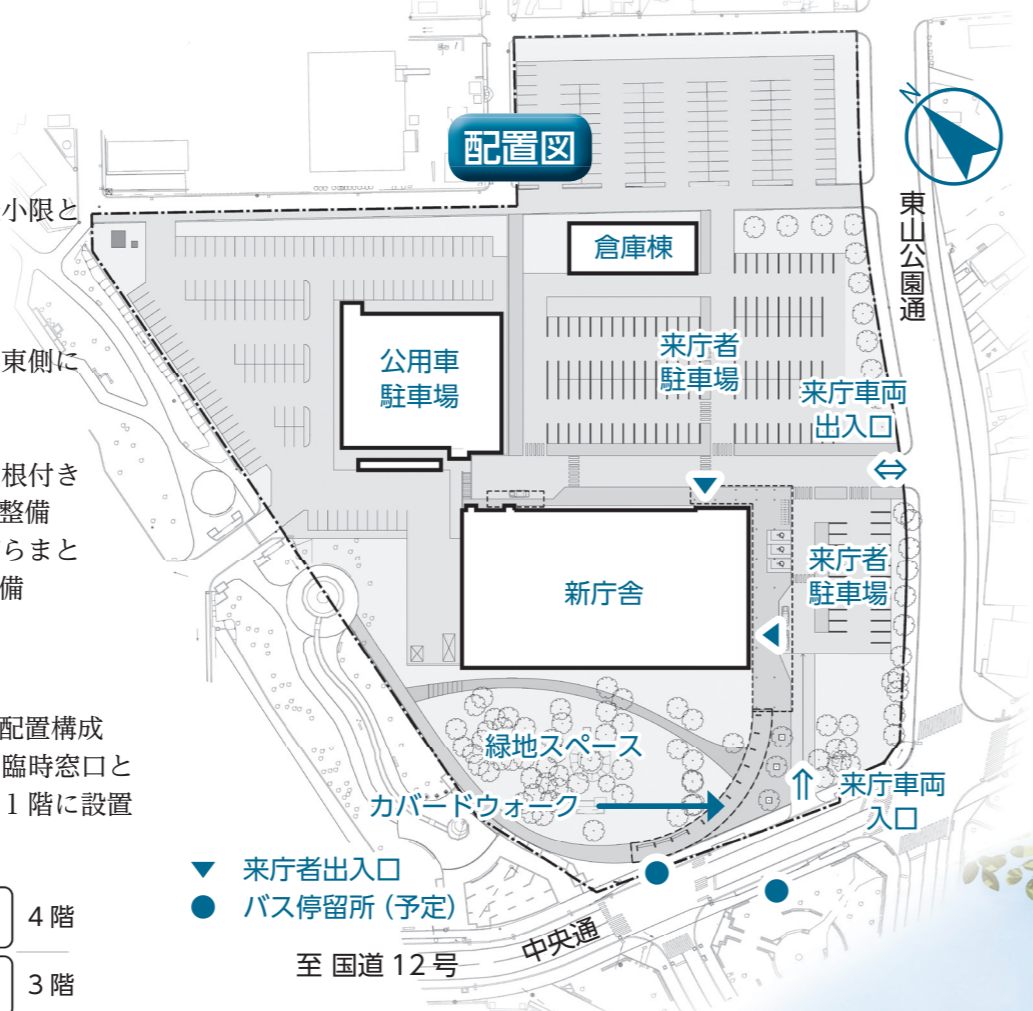 配置図
N
東山公園通
小限と
東側に
根付き
整備
がらまと
備
配置構成
臨時窓口と
1階に設置
4階
3階
倉庫棟
公用車
駐車場
来庁者
駐車場
来庁車両
出入口
新庁舎
来庁者
駐車場
緑地スペース
カバードウォーク
来庁車両
入口
▼ 来庁者出入口
● バス停留所（予定）
中央通
至 国道12号